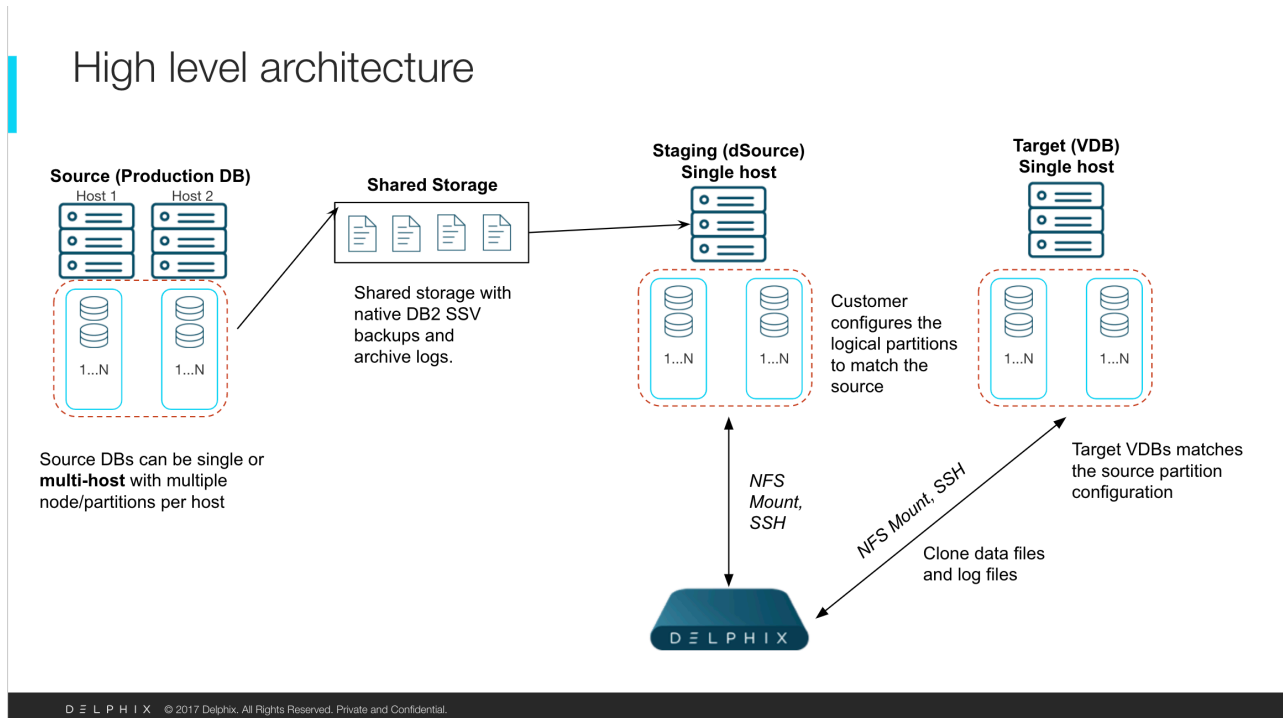 High level architecture
Source (Production DB)
Host 1
Host 2
1...N
1...N
Source DBs can be single or
multi-host with multiple
node/partitions per host
Shared Storage
Shared storage with
native DB2 SSV
backups and
archive logs.
Staging (dSource)
Single host
1...N
1...N
Customer
configures the
logical partitions
to match the
source
Target (VDB)
Single host
1...N
1...N
Target VDBs matches
the source partition
configuration
NFS
Mount,
SSH
NFS Mount, SSH
Clone data files
and log files
DELPHIX
DELPHIX © 2017 Delphix. All Rights Reserved. Private and Confidential.